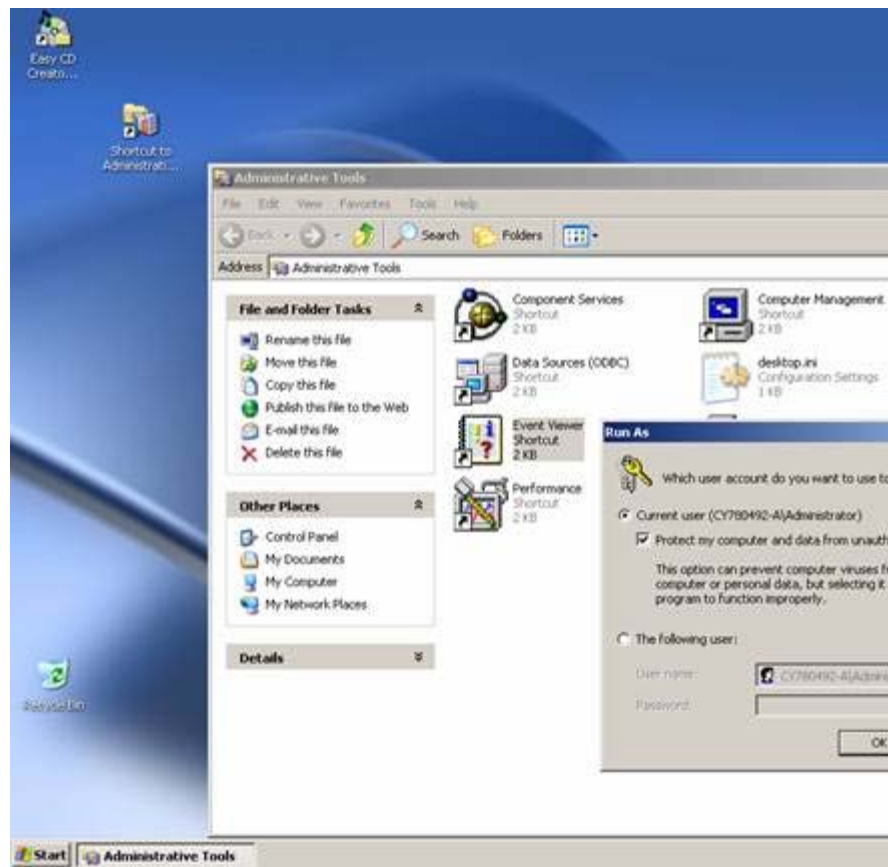 Easy CD
Creato...
Shortcut to
Administrati...
Administrative Tools
File Edit View Favorites Tools Help
Back Search Folders
Address Administrative Tools
File and Folder Tasks
Rename this file
Move this file
Copy this file
Publish this file to the Web
E-mail this file
Delete this file
Other Places
Control Panel
My Documents
My Computer
My Network Places
Details
Component Services
Shortcut
2 KB
Computer Management
Shortcut
2 KB
Data Sources (ODBC)
Shortcut
2 KB
desktop.ini
Configuration Settings
1 KB
Event Viewer
Shortcut
2 KB
Performance
Shortcut
2 KB
Run As
Which user account do you want to use to
Current user (CY780492-A\Administrator)
Protect my computer and data from unauth
This option can prevent computer viruses f
computer or personal data, but selecting it
program to function improperly.
The following user:
User name: CY780492-A\Admini
Password:
OK
Recycle Bin
Start Administrative Tools